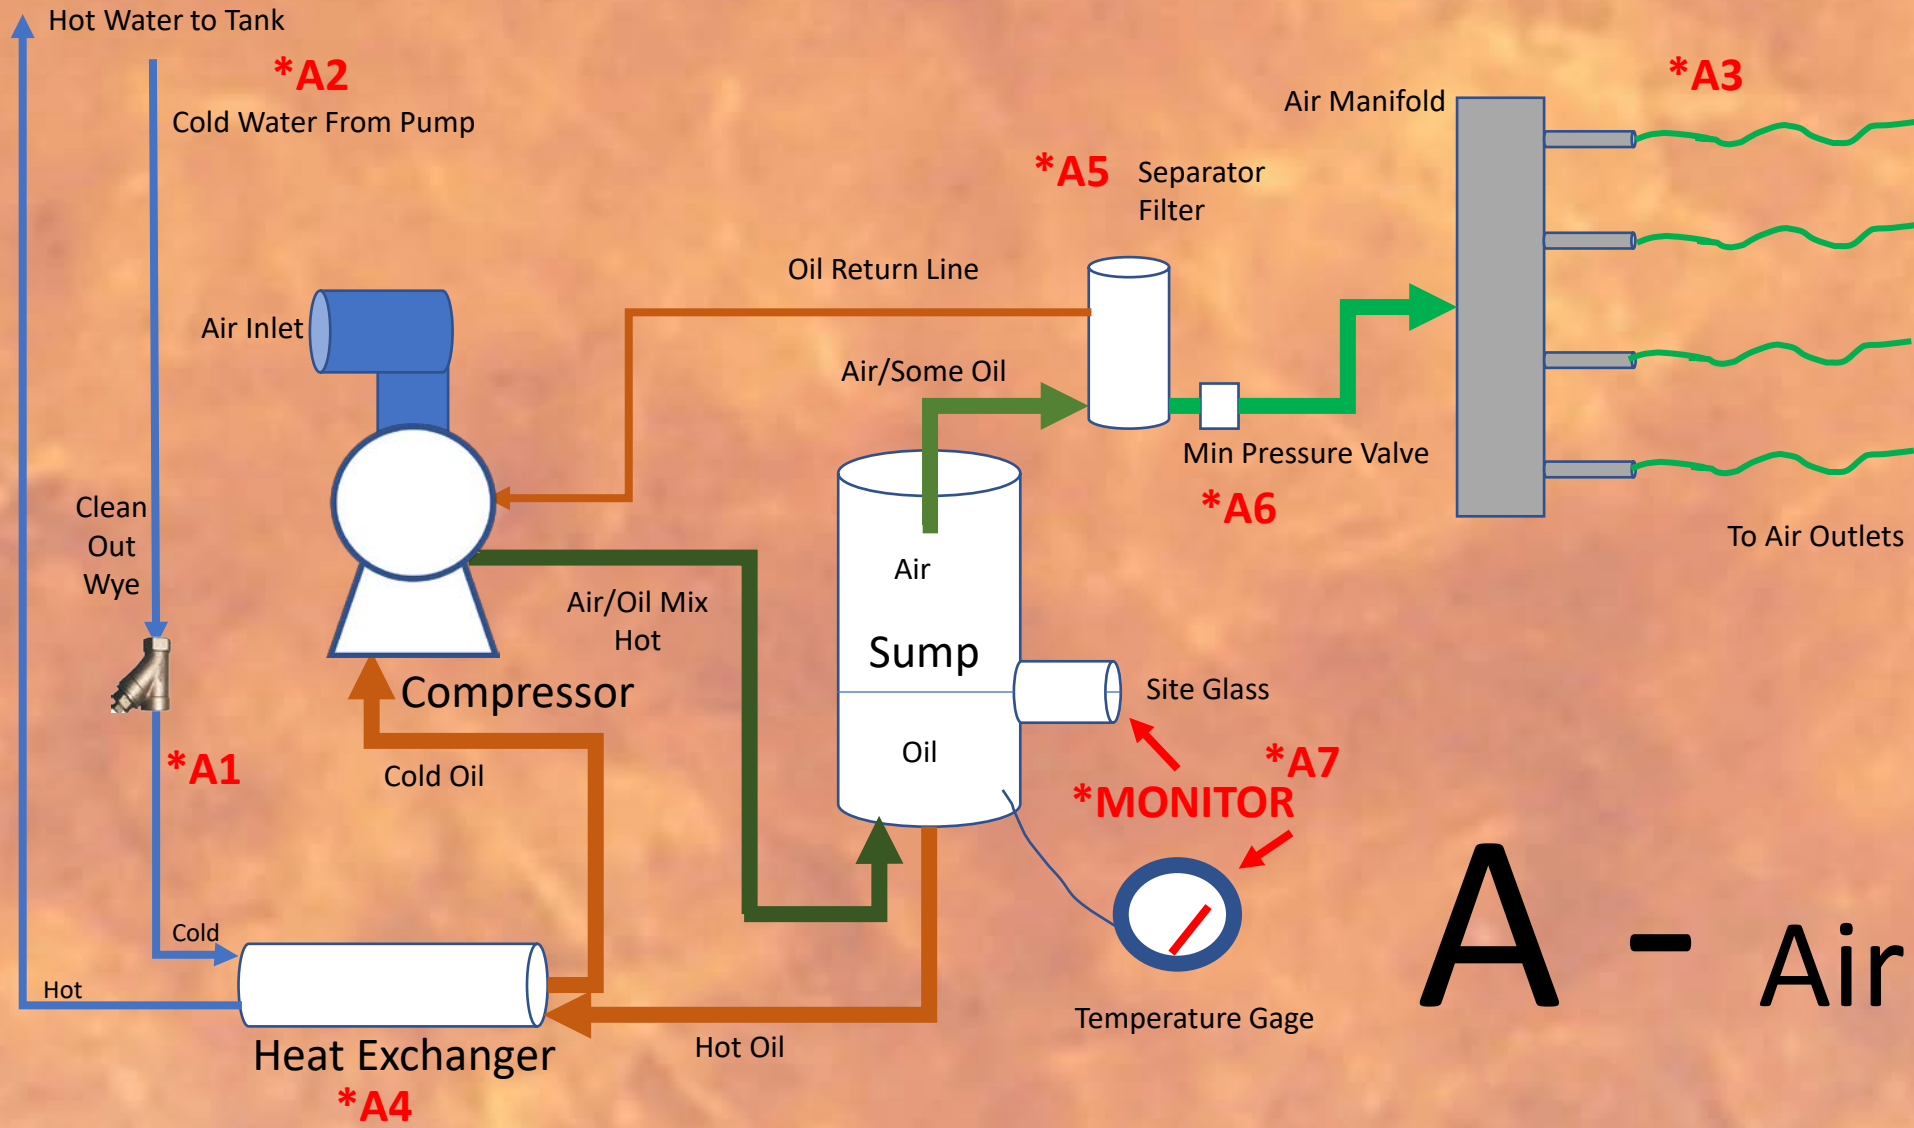 Hot Water to Tank
*A2
Cold Water From Pump
*A3
Air Manifold
*A5
Separator
Filter
Oil Return Line
Air Inlet
Air/Some Oil
Min Pressure Valve
*A6
Clean
Out
Wye
To Air Outlets
Air
Air/Oil Mix
Hot
Sump
Compressor
Site Glass
Oil
*A1
Cold Oil
*A7
*MONITOR
Cold
Hot
A - Air
Temperature Gage
Hot Oil
Heat Exchanger
*A4